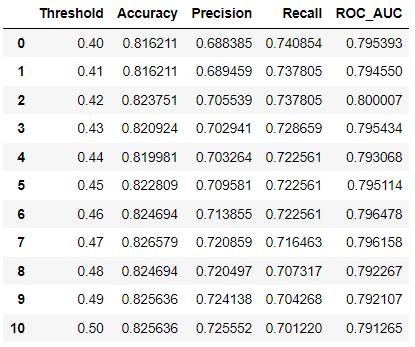 Threshold Accuracy Precision Recall ROC_AUC
0 0.40 0.816211 0.688385 0.740854 0.795393
1 0.41 0.816211 0.689459 0.737805 0.794550
2 0.42 0.823751 0.705539 0.737805 0.800007
3 0.43 0.820924 0.702941 0.728659 0.795434
4 0.44 0.819981 0.703264 0.722561 0.793068
5 0.45 0.822809 0.709581 0.722561 0.795114
6 0.46 0.824694 0.713855 0.722561 0.796478
7 0.47 0.826579 0.720859 0.716463 0.796158
8 0.48 0.824694 0.720497 0.707317 0.792267
9 0.49 0.825636 0.724138 0.704268 0.792107
10 0.50 0.825636 0.725552 0.701220 0.791265